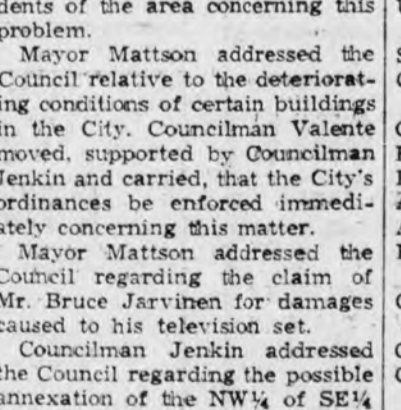 dents of the area concerning this
problem.
Mayor Mattson addressed the
Council relative to the deteriorat-
ing conditions of certain buildings
in the City. Councilman Valente
moved, supported by Councilman
Jenkin and carried, that the City's
ordinances be enforced immedi-
ately concerning this matter.
Mayor Mattson addressed the
Council regarding the claim of
Mr. Bruce Jarvinen for damages
caused to his television set.
Councilman Jenkin addressed
the Council regarding the possible
annexation of the NW¼ of SE¼